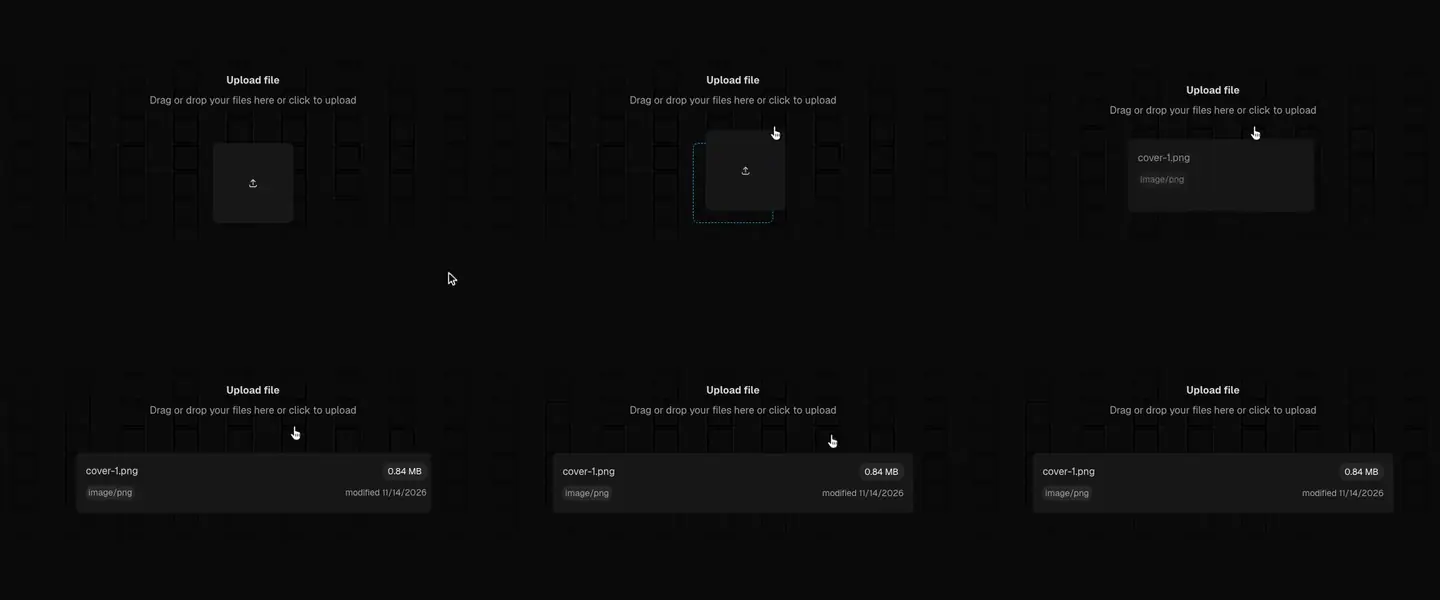 Upload file
Drag or drop your files here or click to upload
Upload file
Drag or drop your files here or click to upload
Upload file
Drag or drop your files here or click to upload
cover-1.png
image/png
Upload file
Drag or drop your files here or click to upload
cover-1.png
0.84 MB
image/png
modified 11/14/2026
Upload file
Drag or drop your files here or click to upload
cover-1.png
0.84 MB
image/png
modified 11/14/2026
Upload file
Drag or drop your files here or click to upload
cover-1.png
0.84 MB
image/png
modified 11/14/2026